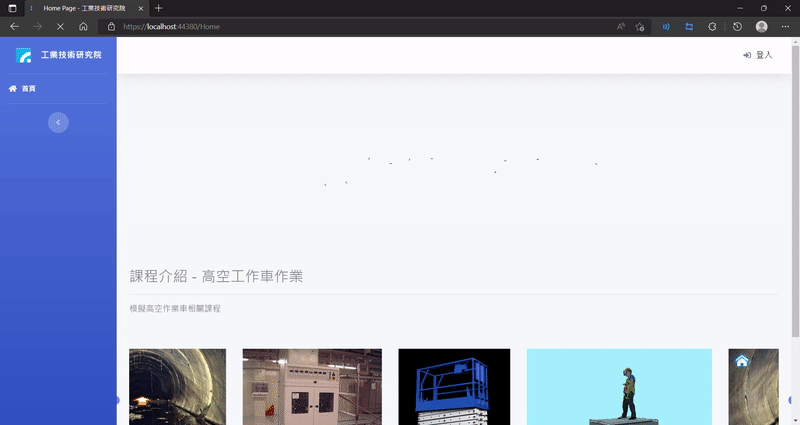 Home Page - 工業技術研究院
https://localhost:44380/Home
工業技術研究院
登入
首頁
課程介紹 - 高空工作車作業
模擬高空作業車相關課程